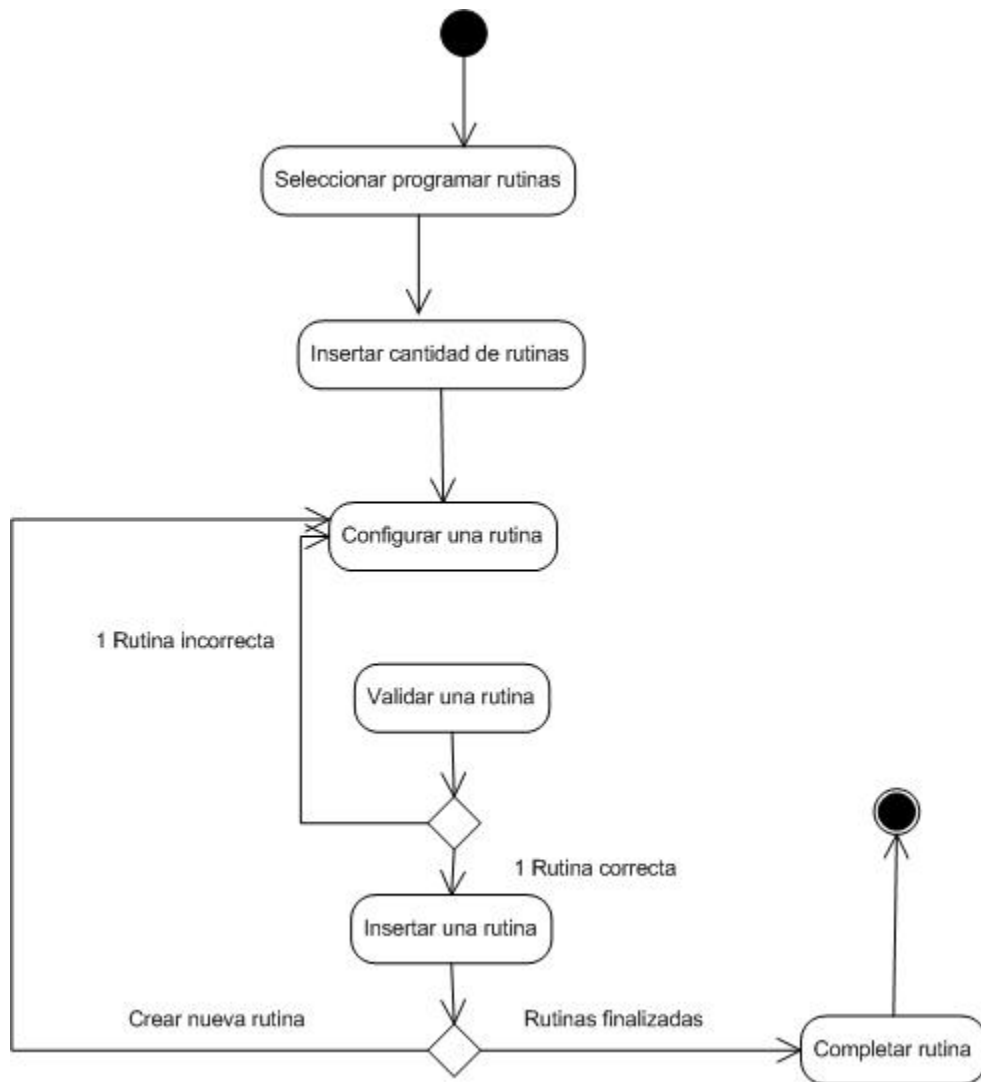 Seleccionar programar rutinas
Insertar cantidad de rutinas
Configurar una rutina
1 Rutina incorrecta
Validar una rutina
1 Rutina correcta
Insertar una rutina
Crear nueva rutina
Rutinas finalizadas
Completar rutina